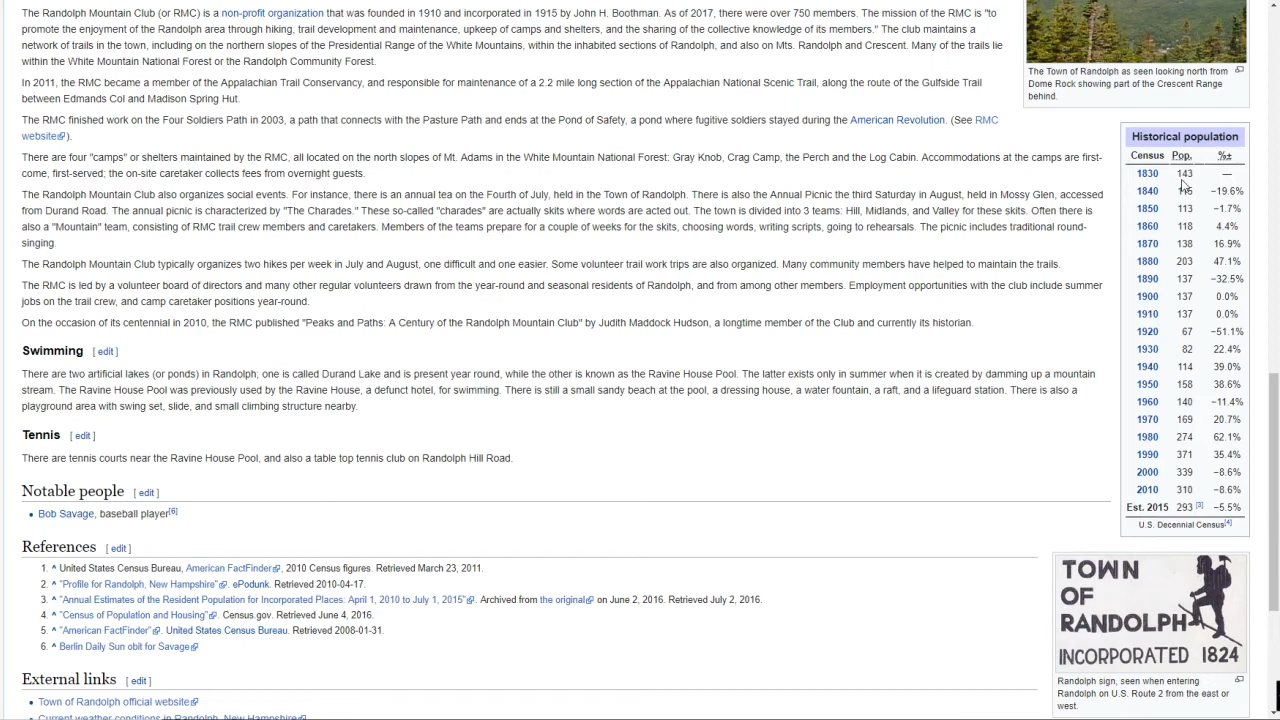 The Randolph Mountain Club (or RMC) is a non-profit organization that was founded in 1910 and incorporated in 1915 by John H. Boothman. As of 2017, there were over 750 members. The mission of the RMC is "to
promote the enjoyment of the Randolph area through hiking, trail development and maintenance, upkeep of camps and shelters, and the sharing of the collective knowledge of its members." The club maintains a
network of trails in the town, including on the northern slopes of the Presidential Range of the White Mountains, within the inhabited sections of Randolph, and also on Mts. Randolph and Crescent. Many of the trails lie
within the White Mountain National Forest or the Randolph Community Forest.
In 2011, the RMC became a member of the Appalachian Trail Conservancy, and responsible for maintenance of a 2.2 mile long section of the Appalachian National Scenic Trail, along the route of the Gulfside Trail
between Edmands Col and Madison Spring Hut.
The RMC finished work on the Four Soldiers Path in 2003, a path that connects with the Pasture Path and ends at the Pond of Safety, a pond where fugitive soldiers stayed during the American Revolution. (See RMC
website).
There are four "camps" or shelters maintained by the RMC, all located on the north slopes of Mt. Adams in the White Mountain National Forest: Gray Knob, Crag Camp, the Perch and the Log Cabin. Accommodations at the camps are first-
come, first-served; the on-site caretaker collects fees from overnight guests.
The Randolph Mountain Club also organizes social events. For instance, there is an annual tea on the Fourth of July, held in the Town of Randolph. There is also the Annual Picnic the third Saturday in August, held in Mossy Glen, accessed
from Durand Road. The annual picnic is characterized by "The Charades." These so-called "charades" are actually skits where words are acted out. The town is divided into 3 teams: Hill, Midlands, and Valley for these skits. Often there is
also a "Mountain" team, consisting of RMC trail crew members and caretakers. Members of the teams prepare for a couple of weeks for the skits, choosing words, writing scripts, going to rehearsals. The picnic includes traditional round-
singing.
The Randolph Mountain Club typically organizes two hikes per week in July and August, one difficult and one easier. Some volunteer trail work trips are also organized. Many community members have helped to maintain the trails.
The RMC is led by a volunteer board of directors and many other regular volunteers drawn from the year-round and seasonal residents of Randolph, and from among other members. Employment opportunities with the club include summer
jobs on the trail crew, and camp caretaker positions year-round.
On the occasion of its centennial in 2010, the RMC published "Peaks and Paths: A Century of the Randolph Mountain Club" by Judith Maddock Hudson, a longtime member of the Club and currently its historian.
Swimming [ edit ]
There are two artificial lakes (or ponds) in Randolph; one is called Durand Lake and is present year round, while the other is known as the Ravine House Pool. The latter exists only in summer when it is created by damming up a mountain
stream. The Ravine House Pool was previously used by the Ravine House, a defunct hotel, for swimming. There is still a small sandy beach at the pool, a dressing house, a water fountain, a raft, and a lifeguard station. There is also a
playground area with swing set, slide, and small climbing structure nearby.
Tennis [ edit ]
There are tennis courts near the Ravine House Pool, and also a table top tennis club on Randolph Hill Road.
Notable people [ edit ]
• Bob Savage, baseball player[6]
References [ edit ]
1. ^ United States Census Bureau, American FactFinder, 2010 Census figures. Retrieved March 23, 2011.
2. ^ "Profile for Randolph, New Hampshire". ePodunk. Retrieved 2010-04-17.
3. ^ "Annual Estimates of the Resident Population for Incorporated Places: April 1, 2010 to July 1, 2015". Archived from the original on June 2, 2016. Retrieved July 2, 2016.
4. ^ "Census of Population and Housing". Census.gov. Retrieved June 4, 2016.
5. ^ "American FactFinder". United States Census Bureau. Retrieved 2008-01-31.
6. ^ Berlin Daily Sun obit for Savage
External links [ edit ]
• Town of Randolph official website
• Current weather conditions in Randolph, New Hampshire
The Town of Randolph as seen looking north from
Dome Rock showing part of the Crescent Range
behind.
Historical population
Census Pop. %±
1830 143 —
1840 115 −19.6%
1850 113 −1.7%
1860 118 4.4%
1870 138 16.9%
1880 203 47.1%
1890 137 −32.5%
1900 137 0.0%
1910 137 0.0%
1920 67 −51.1%
1930 82 22.4%
1940 114 39.0%
1950 158 38.6%
1960 140 −11.4%
1970 169 20.7%
1980 274 62.1%
1990 371 35.4%
2000 339 −8.6%
2010 310 −8.6%
Est. 2015 293 [3] −5.5%
U.S. Decennial Census[4]
TOWN
OF
RANDOLPH
INCORPORATED 1824
Randolph sign, seen when entering
Randolph on U.S. Route 2 from the east or
west.